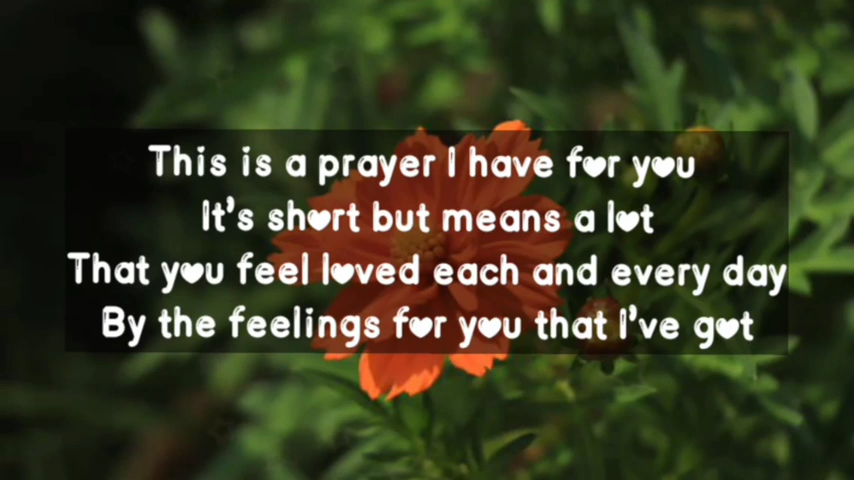 This is a prayer I have for you
It's short but means a lot
That you feel loved each and every day
By the feelings for you that I've got